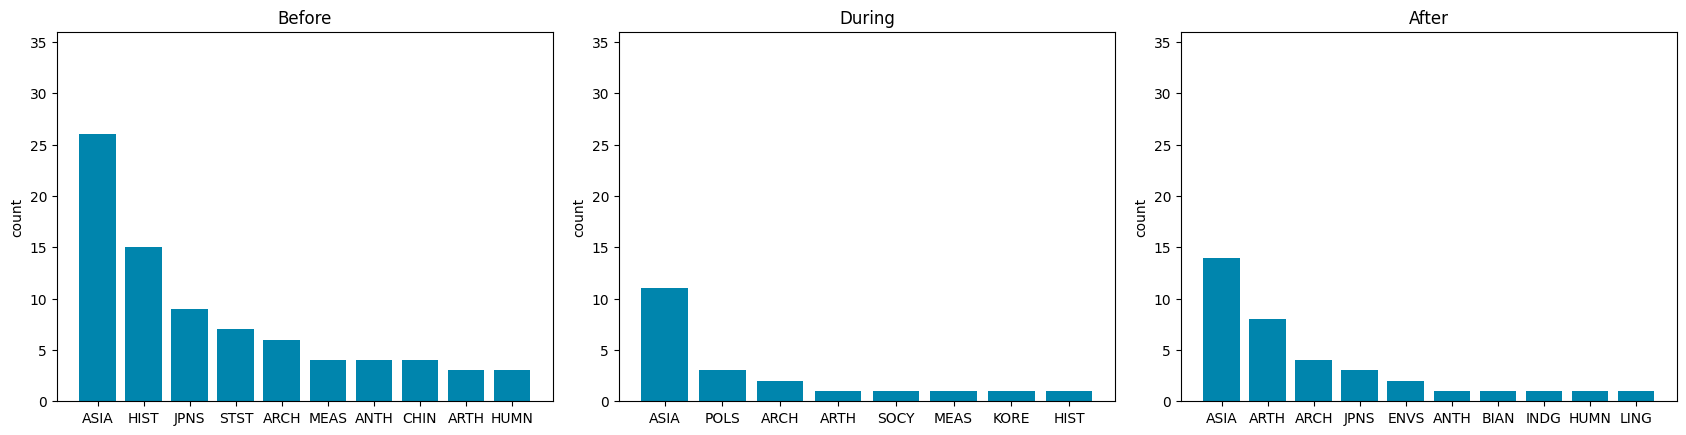 Before
35
30
25
20
15
10
5
0
count
ASIA HIST JPNS STST ARCH MEAS ANTH CHIN ARTH HUMN
During
35
30
25
20
15
10
5
0
count
ASIA POLS ARCH ARTH SOCY MEAS KORE HIST
After
35
30
25
20
15
10
5
0
count
ASIA ARTH ARCH JPNS ENVS ANTH BIAN INDG HUMN LING